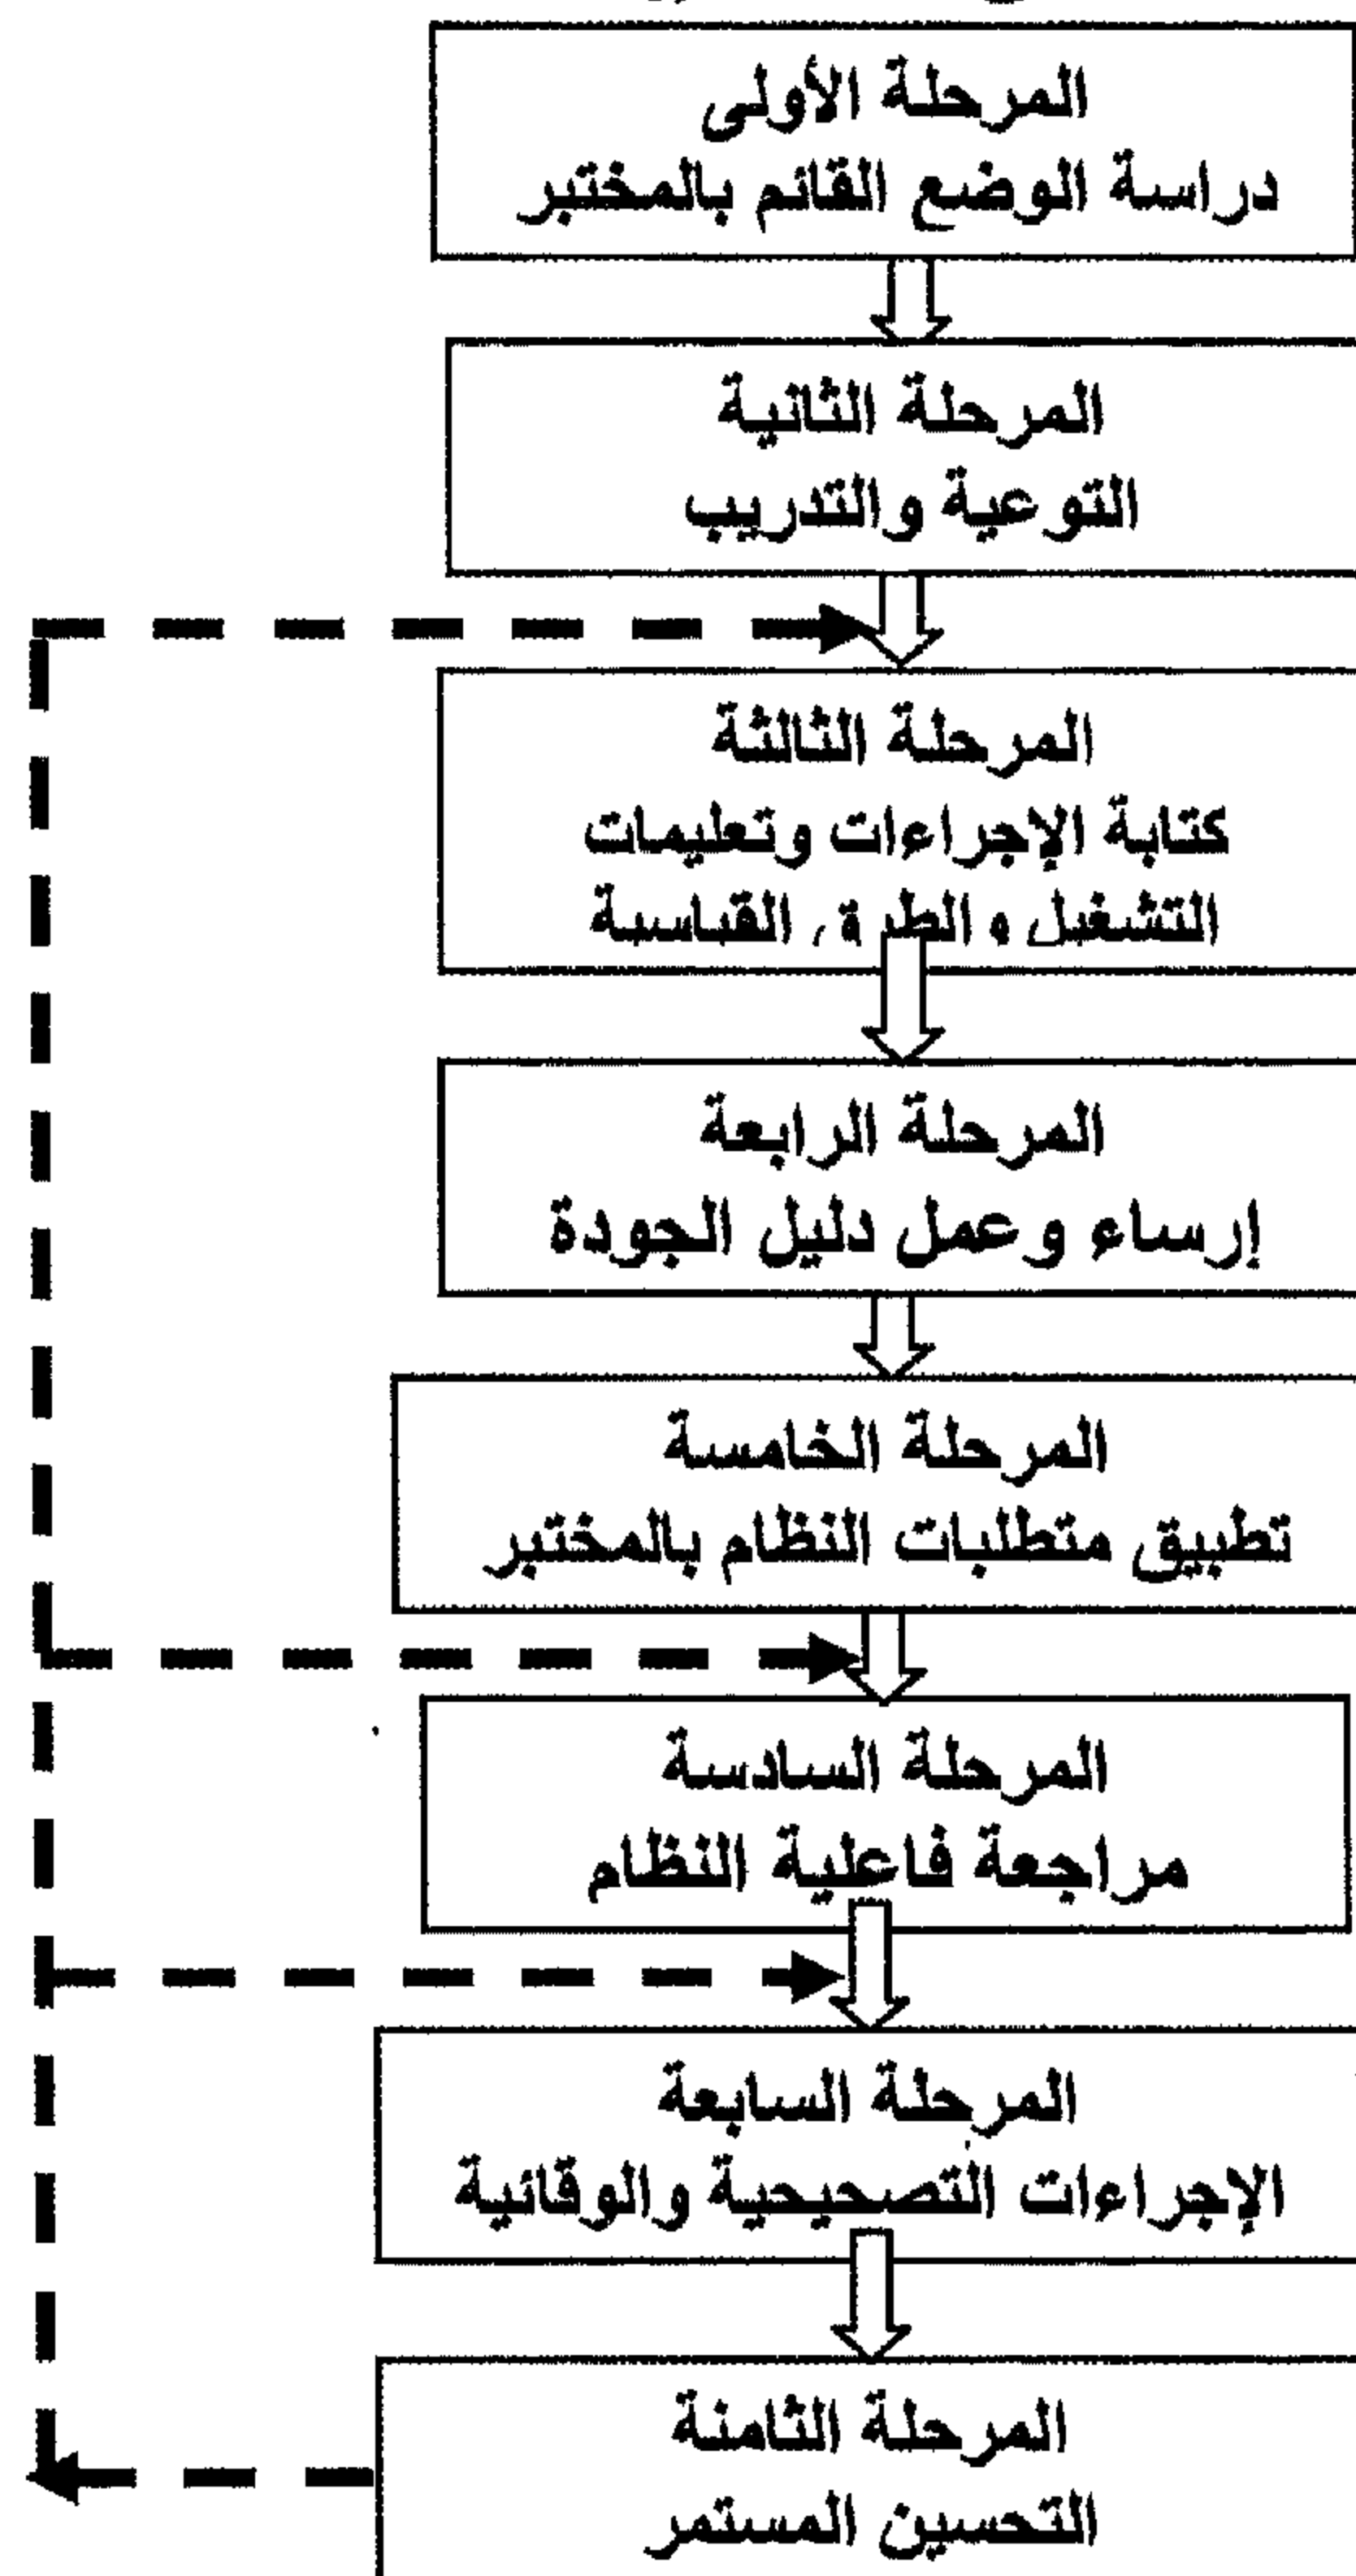 المرحلة الأولى
دراسة الوضع القائم بالمختبر
المرحلة الثانية
التوعية والتدريب
المرحلة الثالثة
كتابة الإجراءات وتعليمات
التشغيل والطرق القياسية
المرحلة الرابعة
إرساء وعمل دليل الجودة
المرحلة الخامسة
تطبيق متطلبات النظام بالمختبر
المرحلة السادسة
مراجعة فاعلية النظام
المرحلة السابعة
الإجراءات التصحيحية والوقائية
المرحلة الثامنة
التحسين المستمر